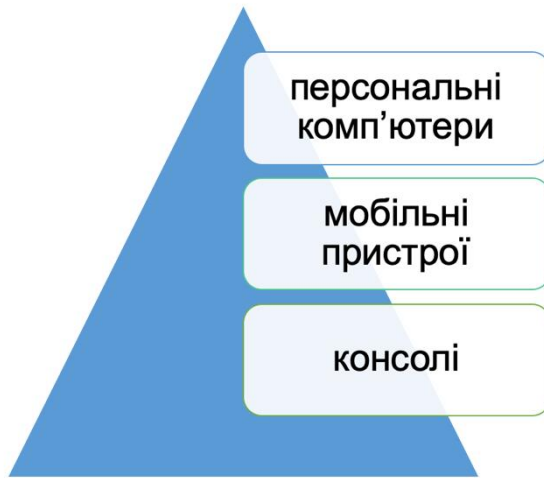 персональні
комп’ютери
мобільні
пристрої
консолі